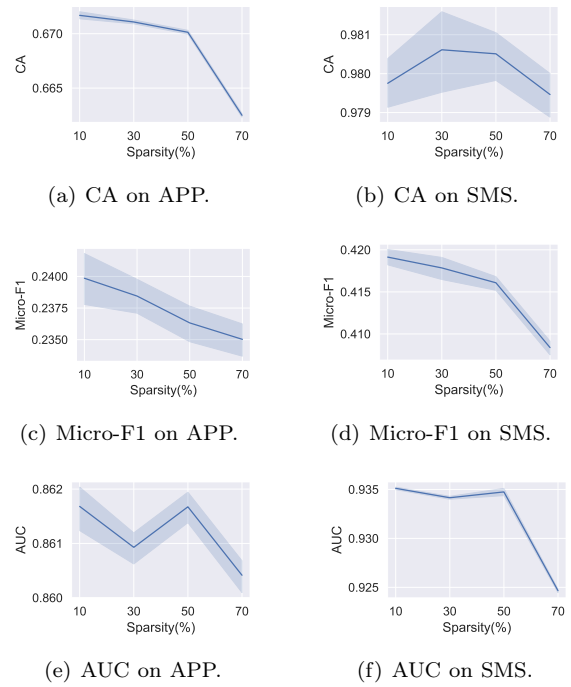 0.670
0.665
CA
10 30 50 70
Sparsity(%)
(a) CA on APP.
0.981
0.980
0.979
CA
10 30 50 70
Sparsity(%)
(b) CA on SMS.
0.2400
0.2375
0.2350
Micro-F1
10 30 50 70
Sparsity(%)
(c) Micro-F1 on APP.
0.420
0.415
0.410
Micro-F1
10 30 50 70
Sparsity(%)
(d) Micro-F1 on SMS.
0.862
0.861
0.860
AUC
10 30 50 70
Sparsity(%)
(e) AUC on APP.
0.935
0.930
0.925
AUC
10 30 50 70
Sparsity(%)
(f) AUC on SMS.